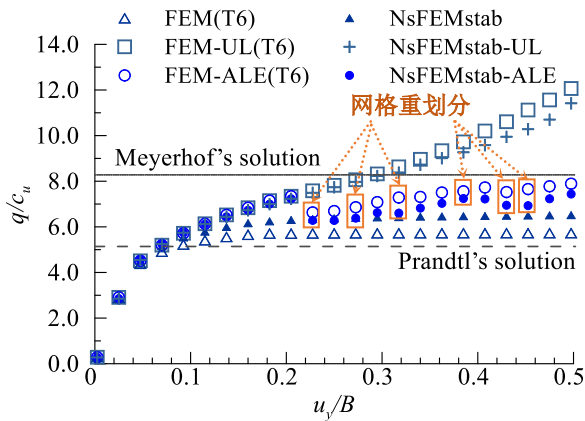 FEM(T6) NsFEMstab
FEM-UL(T6) NsFEMstab-UL
FEM-ALE(T6) NsFEMstab-ALE
网格重划分
Meyerhof's solution
Prandtl's solution
14.0
12.0
10.0
8.0
6.0
4.0
2.0
0.0
q/cu
0 0.1 0.2 0.3 0.4 0.5
uy/B